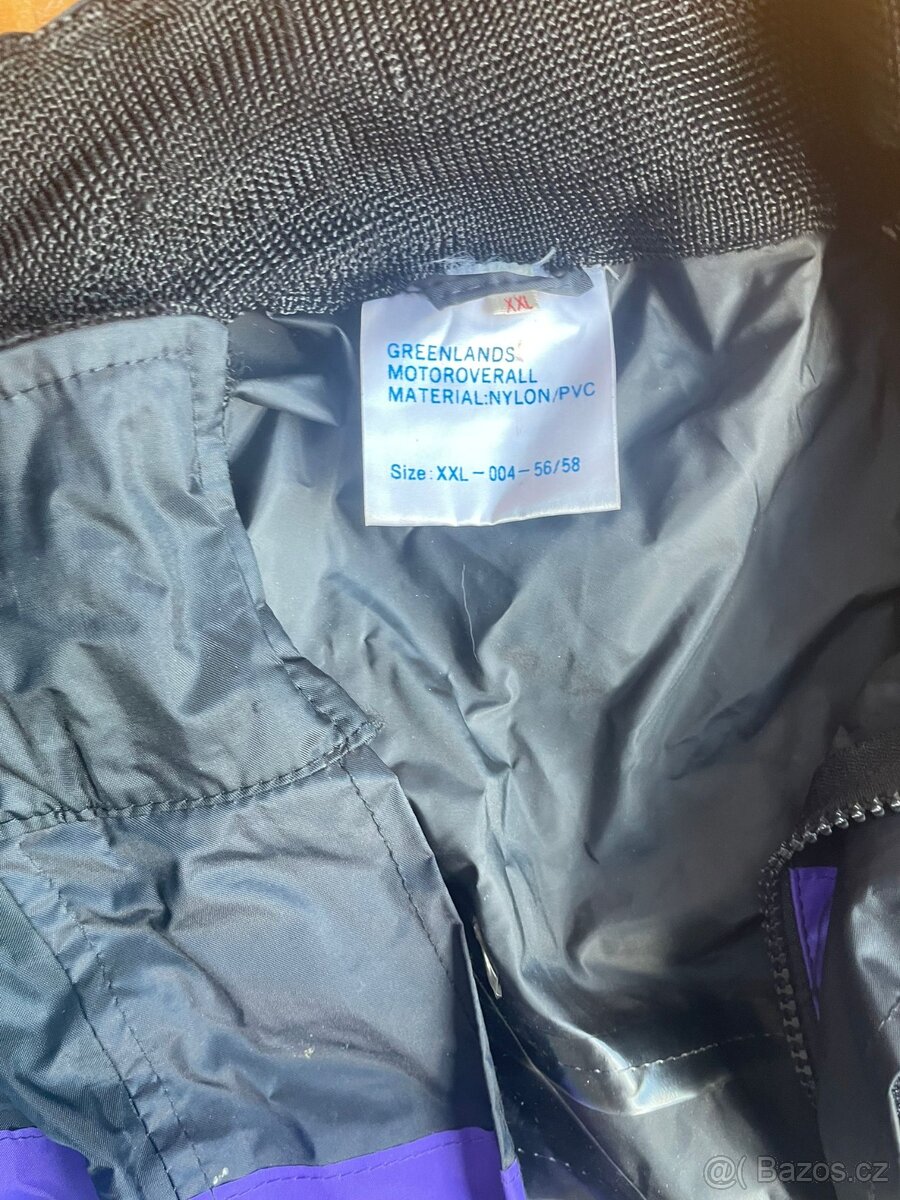 XXL
GREENLANDS
MOTOROVERALL
MATERIAL:NYLON/PVC
Size: XXL-004-56/58
@( Bazos.cz